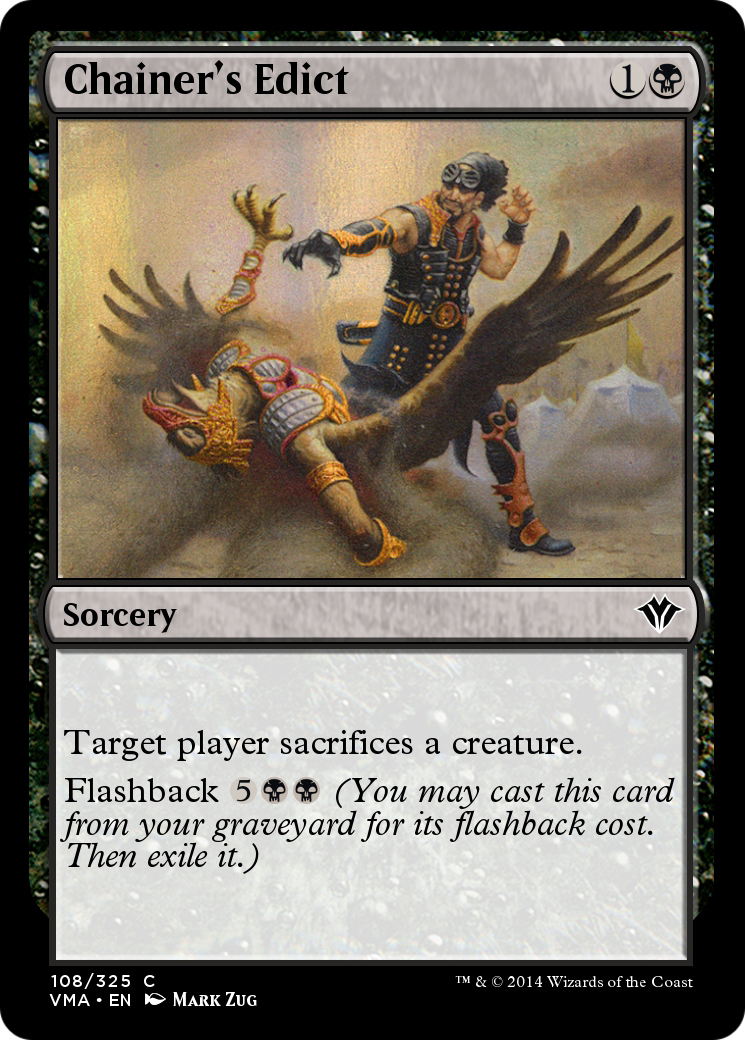 Chainer's Edict 1
Sorcery
Target player sacrifices a creature.
Flashback 5 (You may cast this card
from your graveyard for its flashback cost.
Then exile it.)
108/325 C
™ & © 2014 Wizards of the Coast
VMA • EN Mark Zug